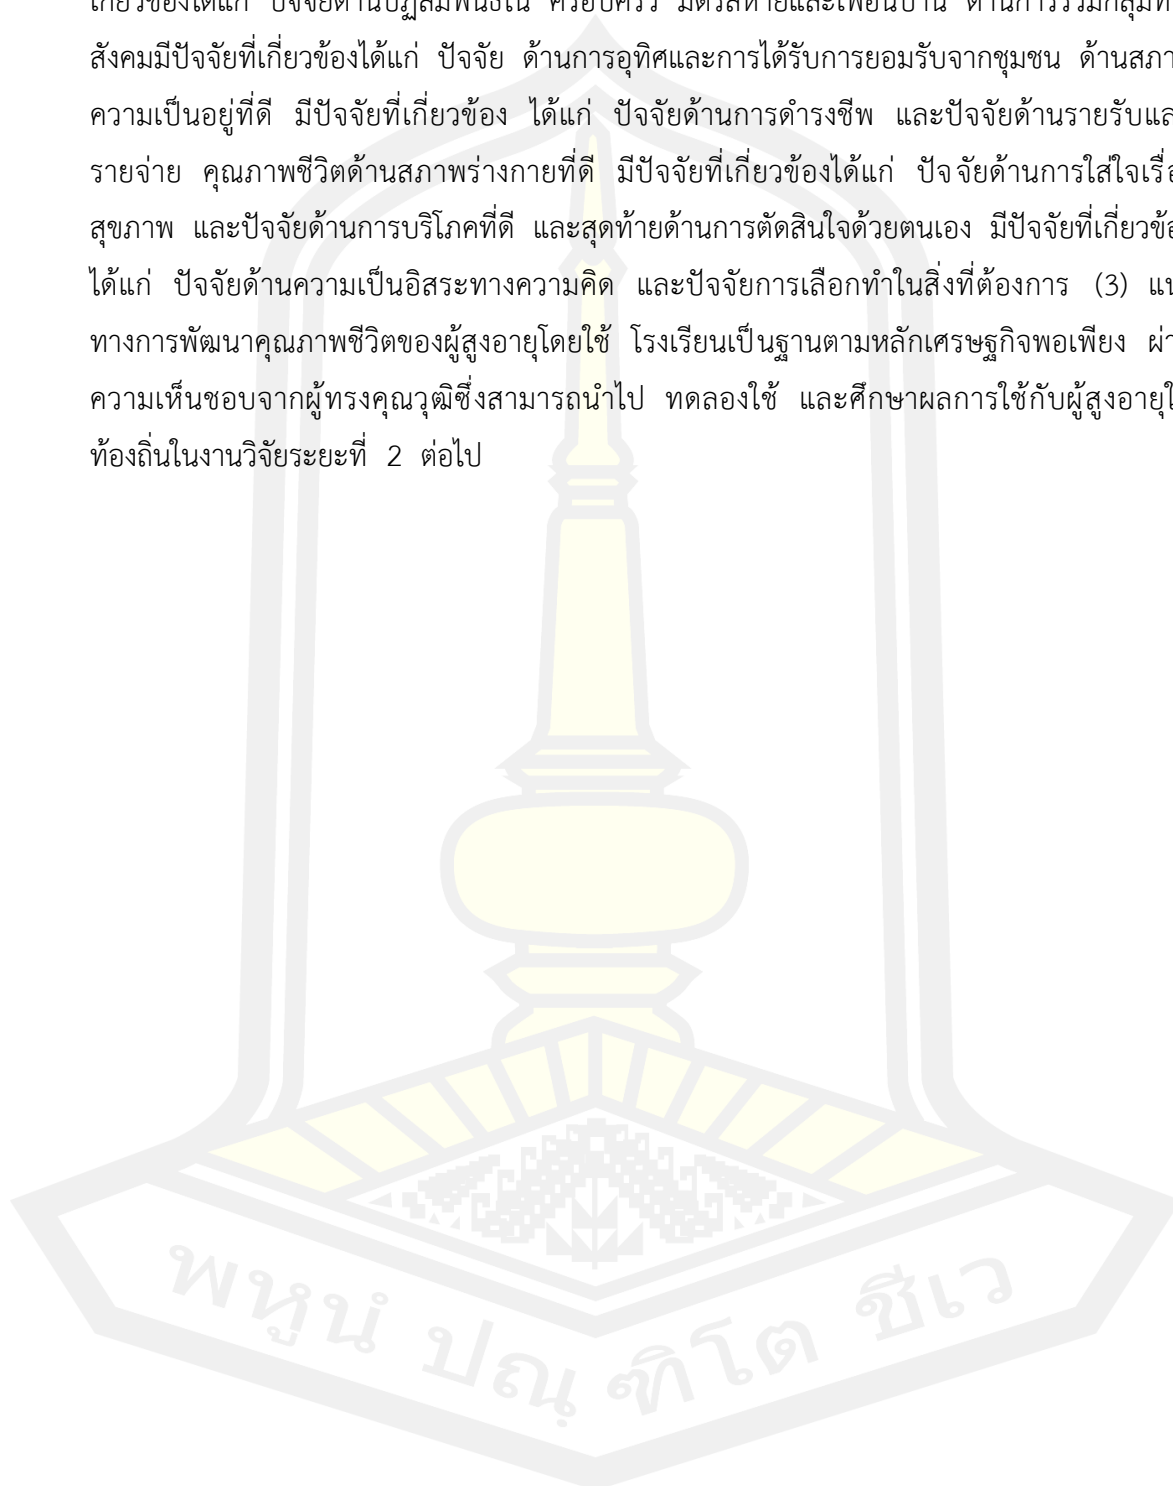 เกี่ยวข้องได้แก่ ปัจจัยด้านปฏิสัมพันธ์ใน ครอบครัว มิตรสหายและเพื่อนบ้าน ด้านการรวมกลุ่มท
สังคมมีปัจจัยที่เกี่ยวข้องได้แก่ ปัจจัย ด้านการอุทิศและการได้รับการยอมรับจากชุมชน ด้านสภา
ความเป็นอยู่ที่ดี มีปัจจัยที่เกี่ยวข้อง ได้แก่ ปัจจัยด้านการดำรงชีพ และปัจจัยด้านรายรับแล
รายจ่าย คุณภาพชีวิตด้านสภาพร่างกายที่ดี มีปัจจัยที่เกี่ยวข้องได้แก่ ปัจจัยด้านการใส่ใจเรื่อ
สุขภาพ และปัจจัยด้านการบริโภคที่ดี และสุดท้ายด้านการตัดสินใจด้วยตนเอง มีปัจจัยที่เกี่ยวข้อ
ได้แก่ ปัจจัยด้านความเป็นอิสระทางความคิด และปัจจัยการเลือกทำในสิ่งที่ต้องการ (3) แน
ทางการพัฒนาคุณภาพชีวิตของผู้สูงอายุโดยใช้ โรงเรียนเป็นฐานตามหลักเศรษฐกิจพอเพียง ผ่า
ความเห็นชอบจากผู้ทรงคุณวุฒิซึ่งสามารถนำไป ทดลองใช้ และศึกษาผลการใช้กับผู้สูงอายุใ
ท้องถิ่นในงานวิจัยระยะที่ 2 ต่อไป
พหูนํ ปณฺฑิโต ชีเว